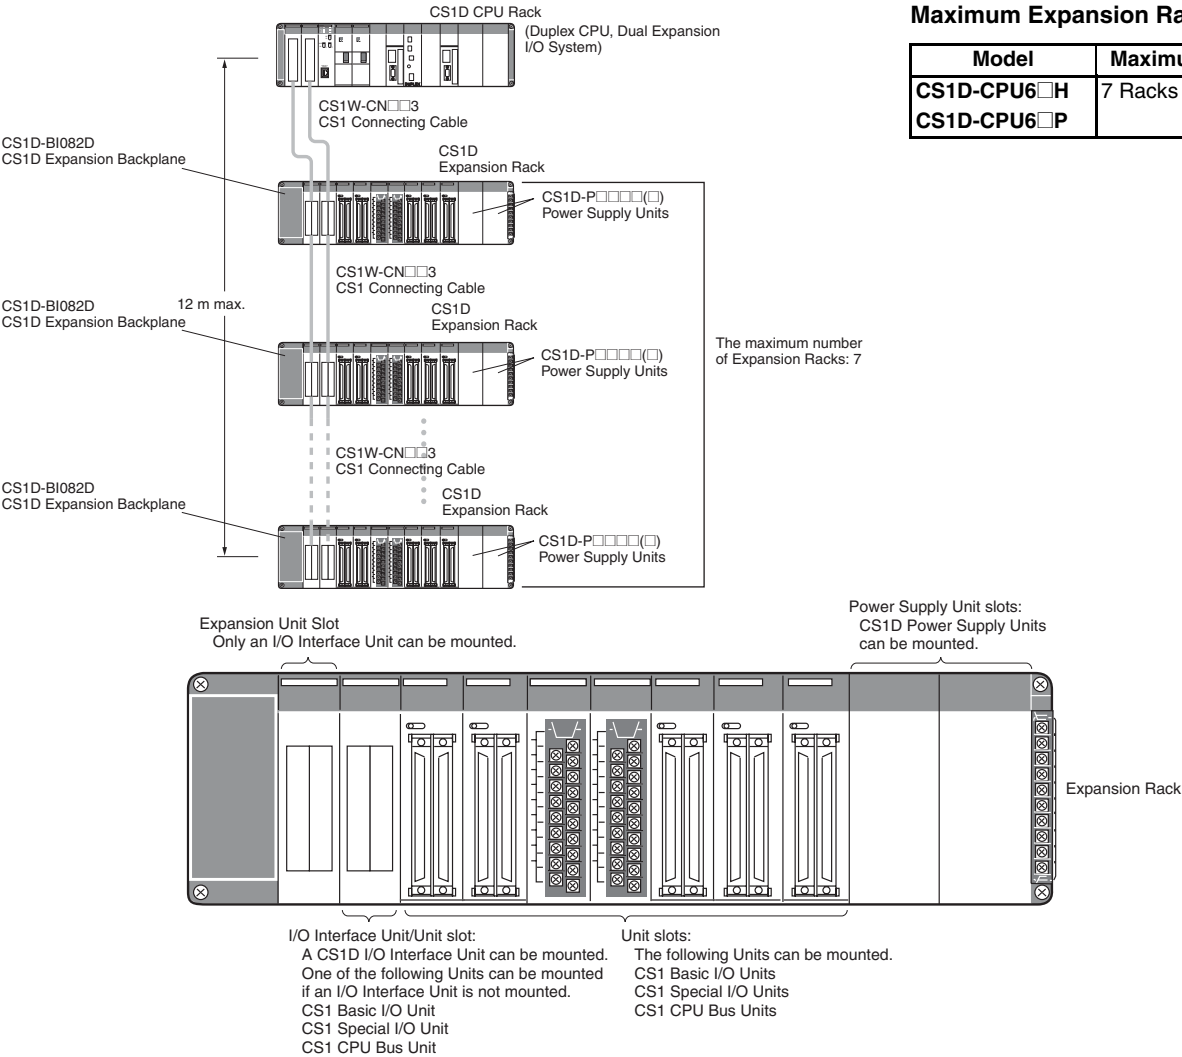 CS1D CPU Rack
(Duplex CPU, Dual Expansion
I/O System)
Maximum Expansion Ra
Model
Maximu
CS1D-CPU6□H
7 Racks
CS1D-CPU6□P
CS1W-CN□□3
CS1 Connecting Cable
CS1D-BI082D
CS1D Expansion Backplane
CS1D
Expansion Rack
CS1D-P□□□□(□)
Power Supply Units
CS1W-CN□□3
CS1 Connecting Cable
CS1D-BI082D
CS1D Expansion Backplane
12 m max.
CS1D
Expansion Rack
CS1D-P□□□□(□)
Power Supply Units
The maximum number
of Expansion Racks: 7
CS1W-CN□□3
CS1 Connecting Cable
CS1D-BI082D
CS1D Expansion Backplane
CS1D
Expansion Rack
CS1D-P□□□□(□)
Power Supply Units
Expansion Unit Slot
Only an I/O Interface Unit can be mounted.
Power Supply Unit slots:
CS1D Power Supply Units
can be mounted.
Expansion Rack
I/O Interface Unit/Unit slot:
A CS1D I/O Interface Unit can be mounted.
One of the following Units can be mounted
if an I/O Interface Unit is not mounted.
CS1 Basic I/O Unit
CS1 Special I/O Unit
CS1 CPU Bus Unit
Unit slots:
The following Units can be mounted.
CS1 Basic I/O Units
CS1 Special I/O Units
CS1 CPU Bus Units